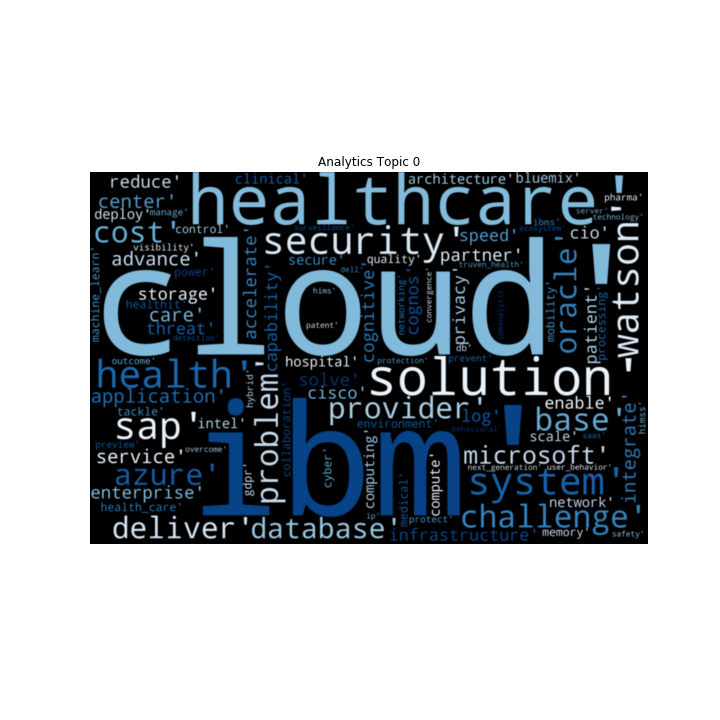 Analytics Topic 0
reduce'
clinical'
architecture'
bluemix'
center'
healthcare'
pharma'
deploy'
manage'
ibms'
server'
technology'
cost'
control'
surveillance'
ecosystem'
security'
speed'
cio'
visibility'
advance'
accelerate'
secure'
quality'
partner'
watson'
machine_learn'
power'
capability'
dell'
cognitive'
truven_health'
privacy'
oracle'
mobility'
patient'
processing'
cloud'
storage'
hims'
networking'
cognos'
convergence'
healthit'
care'
threat'
patent'
detection'
outcome'
hospital'
protection'
prevent'
health'
solve'
solution'
application'
hybrid'
problem'
cisco'
provider'
enable'
tackle'
collaboration'
log'
base'
integrate'
himss'
sap'
intel'
ibm'
environment'
behavioral'
scale'
saas'
preview'
overcome'
service'
computing'
microsoft'
azure'
gdpr'
cyber'
compute'
next_generation'
user_behavior'
system'
enterprise'
medical'
network'
health_care'
ip'
protect'
challenge'
deliver'
database'
infrastructure'
memory'
safety'